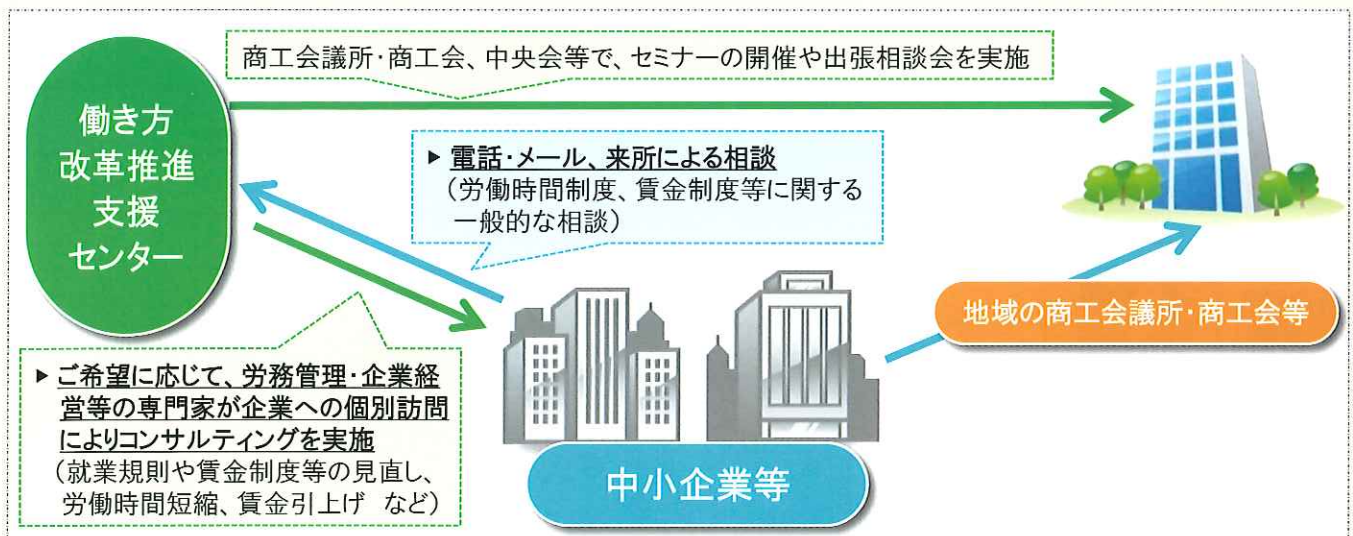 商工会議所・商工会、中央会等で、セミナーの開催や出張相談会を実施
働き方
改革推進
支援
センター
▶ 電話・メール、来所による相談
（労働時間制度、賃金制度等に関する
一般的な相談）
地域の商工会議所・商工会等
▶ ご希望に応じて、労務管理・企業経
営等の専門家が企業への個別訪問
によりコンサルティングを実施
（就業規則や賃金制度等の見直し、
労働時間短縮、賃金引上げ など）
中小企業等